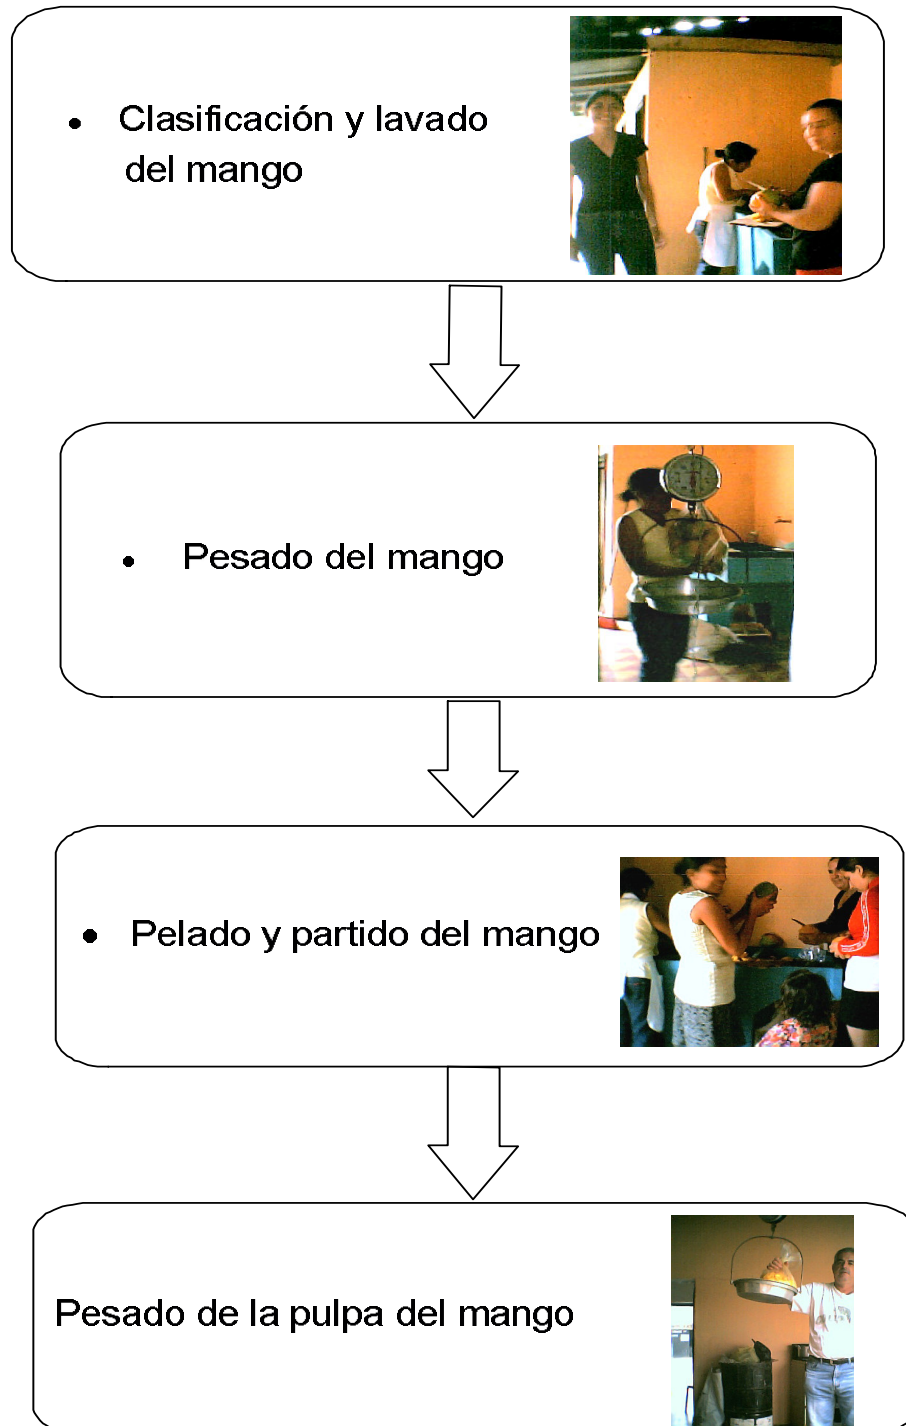 • Clasificación y lavado
del mango
• Pesado del mango
• Pelado y partido del mango
Pesado de la pulpa del mango